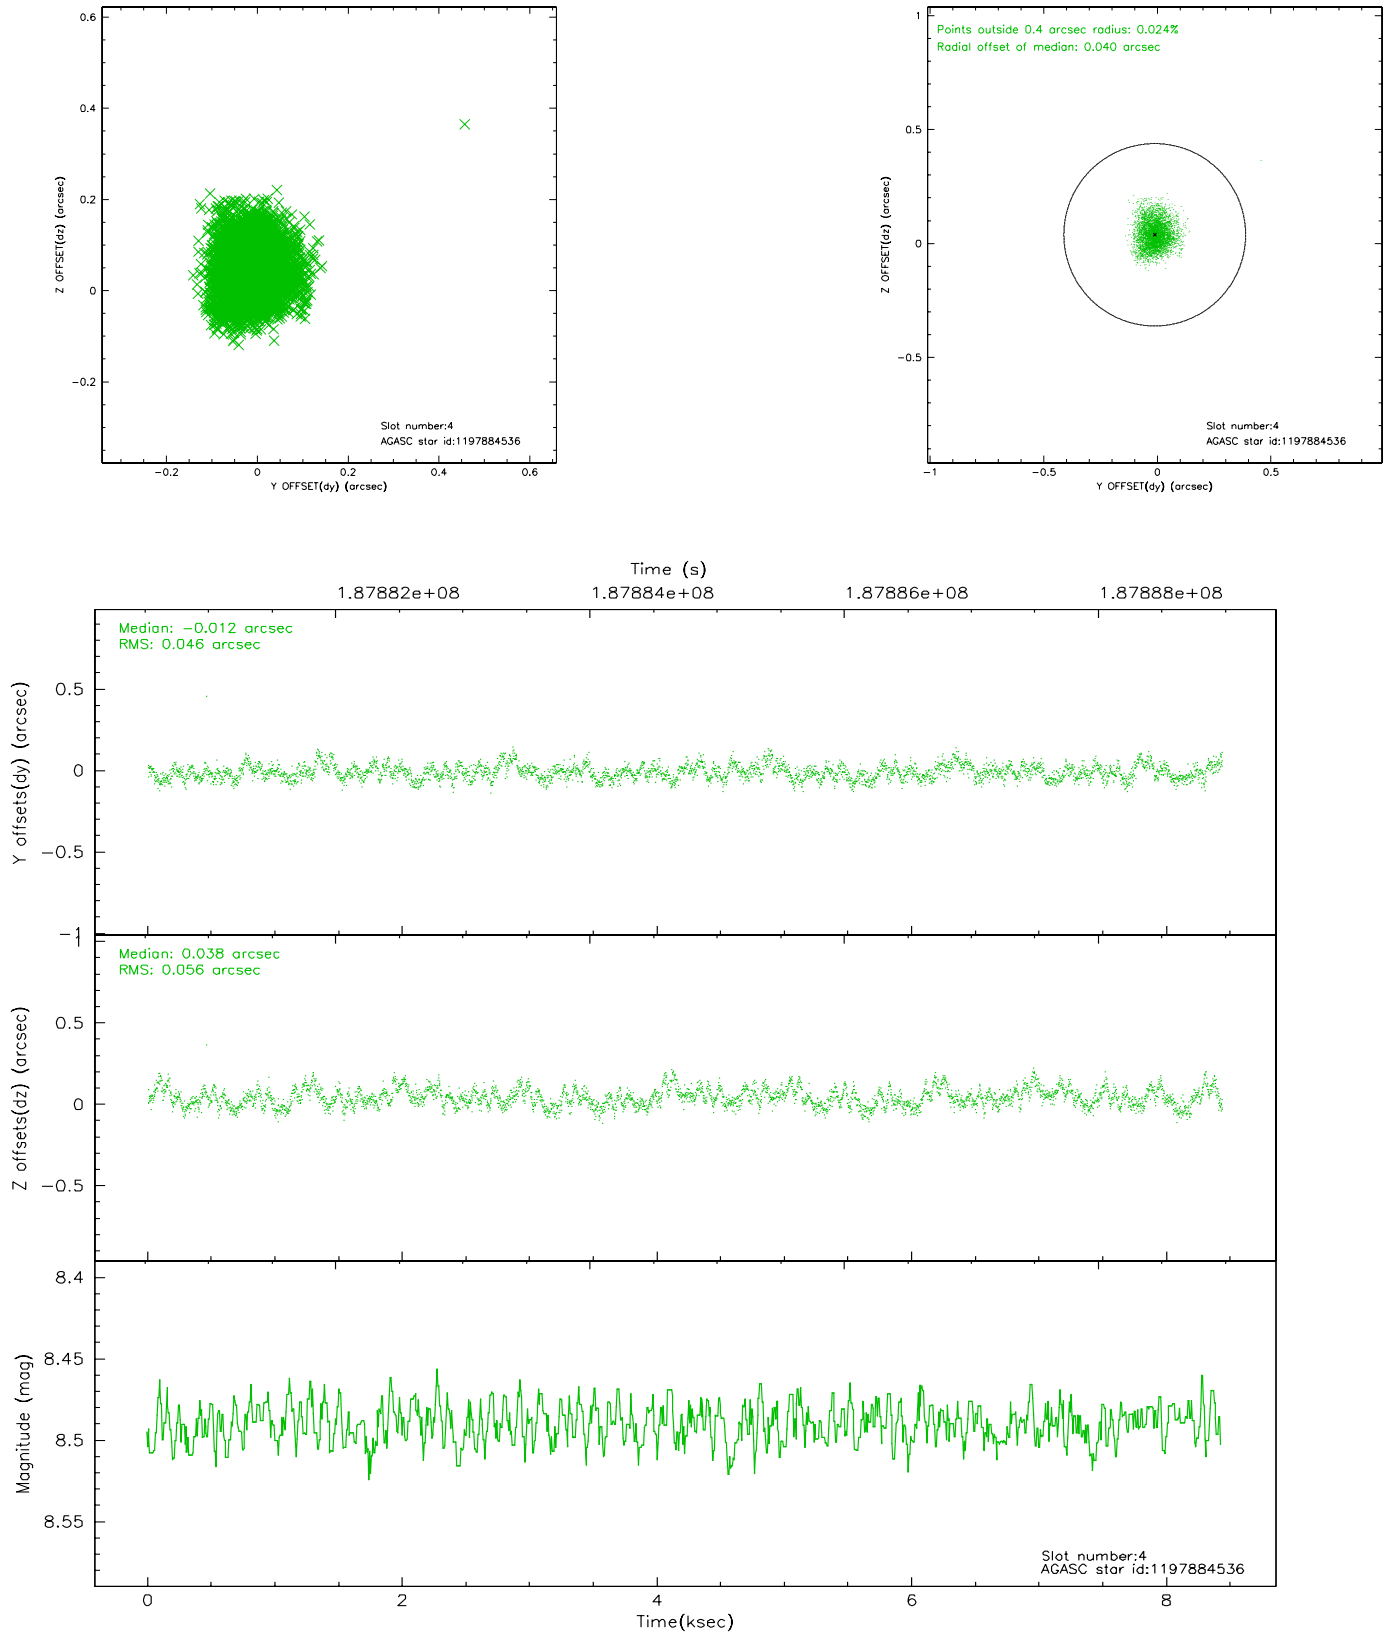 0.6
0.4
0.2
0
−0.2
Z OFFSET(dz) (arcsec)
Slot number:4
AGASC star id:1197884536
−0.2 0 0.2 0.4 0.6
Y OFFSET(dy) (arcsec)
Points outside 0.4 arcsec radius: 0.024%
Radial offset of median: 0.040 arcsec
1
0.5
0
−0.5
Z OFFSET(dz) (arcsec)
Slot number:4
AGASC star id:1197884536
−1 −0.5 0 0.5
Y OFFSET(dy) (arcsec)
Time (s)
1.87882e+08 1.87884e+08 1.87886e+08 1.87888e+08
Median: −0.012 arcsec
RMS: 0.046 arcsec
0.5
0
−0.5
−1
Y offsets(dy) (arcsec)
Median: 0.038 arcsec
RMS: 0.056 arcsec
1
0.5
0
−0.5
Z offsets(dz) (arcsec)
8.4
8.45
8.5
8.55
Magnitude (mag)
Slot number:4
AGASC star id:1197884536
0 2 4 6 8
Time(ksec)